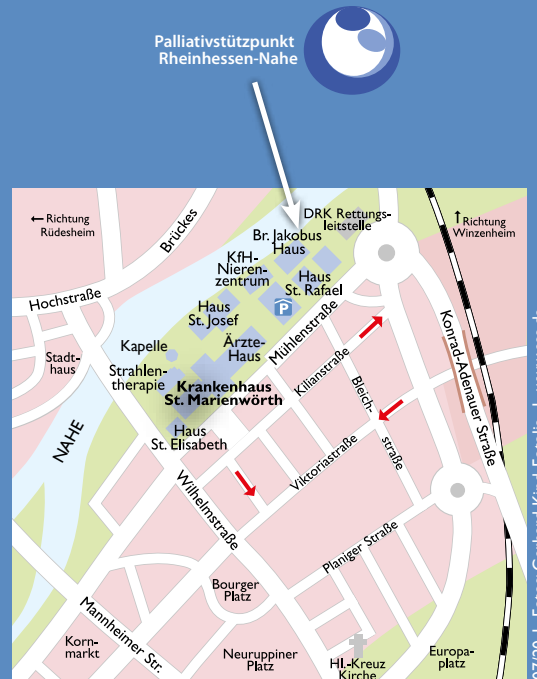 Palliativstützpunkt
Rheinhessen-Nahe
← Richtung
Rüdesheim
Brückes
DRK Rettungs-
leitstelle
↑ Richtung
Winzenheim
Br. Jakobus
Haus
KfH-
Nieren-
zentrum
Haus
St. Rafael
P
Hochstraße
Haus
St. Josef
Mühlenstraße
Konrad-Adenauer Straße
Stadt-
haus
Kapelle
Ärzte-
Haus
Strahlen-
therapie
Kilianstraße
Krankenhaus
St. Marienwörth
Bleich-
straße
NAHE
Haus
St. Elisabeth
Viktoriastraße
Wilhelmstraße
Planiger Straße
Bourger
Platz
Mannheimer Str.
Korn-
markt
Neuruppiner
Platz
Hl.-Kreuz
Kirche
Europa-
platz